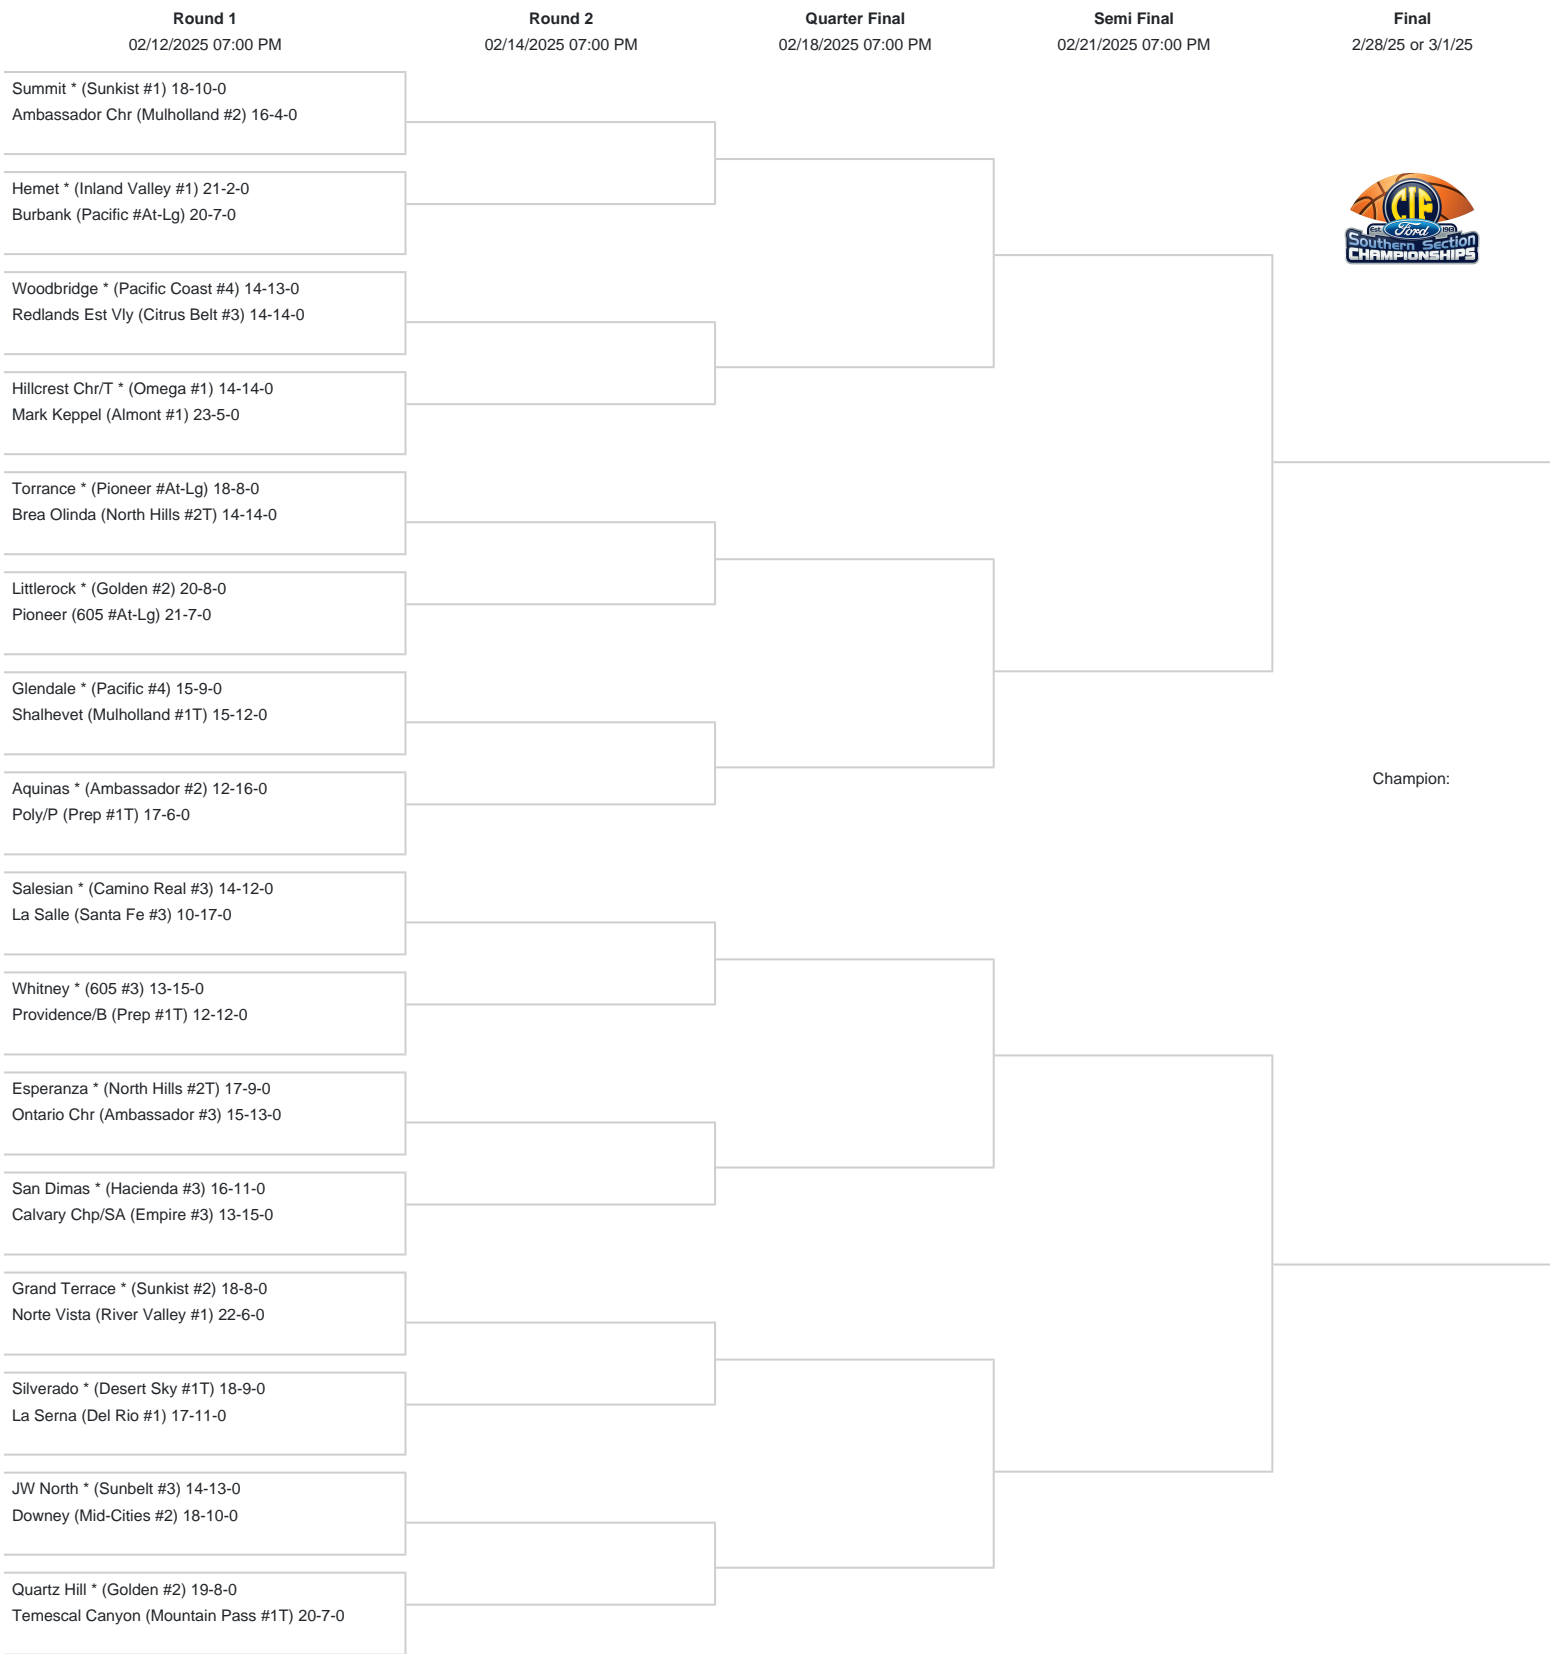 Round 1
02/12/2025 07:00 PM
Round 2
02/14/2025 07:00 PM
Quarter Final
02/18/2025 07:00 PM
Semi Final
02/21/2025 07:00 PM
Final
2/28/25 or 3/1/25
Summit * (Sunkist #1) 18-10-0
Ambassador Chr (Mulholland #2) 16-4-0
Hemet * (Inland Valley #1) 21-2-0
Burbank (Pacific #At-Lg) 20-7-0
Woodbridge * (Pacific Coast #4) 14-13-0
Redlands Est Vly (Citrus Belt #3) 14-14-0
Hillcrest Chr/T * (Omega #1) 14-14-0
Mark Keppel (Almont #1) 23-5-0
Torrance * (Pioneer #At-Lg) 18-8-0
Brea Olinda (North Hills #2T) 14-14-0
Littlerock * (Golden #2) 20-8-0
Pioneer (605 #At-Lg) 21-7-0
Glendale * (Pacific #4) 15-9-0
Shalhevet (Mulholland #1T) 15-12-0
Aquinas * (Ambassador #2) 12-16-0
Poly/P (Prep #1T) 17-6-0
Salesian * (Camino Real #3) 14-12-0
La Salle (Santa Fe #3) 10-17-0
Whitney * (605 #3) 13-15-0
Providence/B (Prep #1T) 12-12-0
Esperanza * (North Hills #2T) 17-9-0
Ontario Chr (Ambassador #3) 15-13-0
San Dimas * (Hacienda #3) 16-11-0
Calvary Chp/SA (Empire #3) 13-15-0
Grand Terrace * (Sunkist #2) 18-8-0
Norte Vista (River Valley #1) 22-6-0
Silverado * (Desert Sky #1T) 18-9-0
La Serna (Del Rio #1) 17-11-0
JW North * (Sunbelt #3) 14-13-0
Downey (Mid-Cities #2) 18-10-0
Quartz Hill * (Golden #2) 19-8-0
Temescal Canyon (Mountain Pass #1T) 20-7-0
CIF
Est. Ford 1913
Southern Section
CHAMPIONSHIPS
Champion: